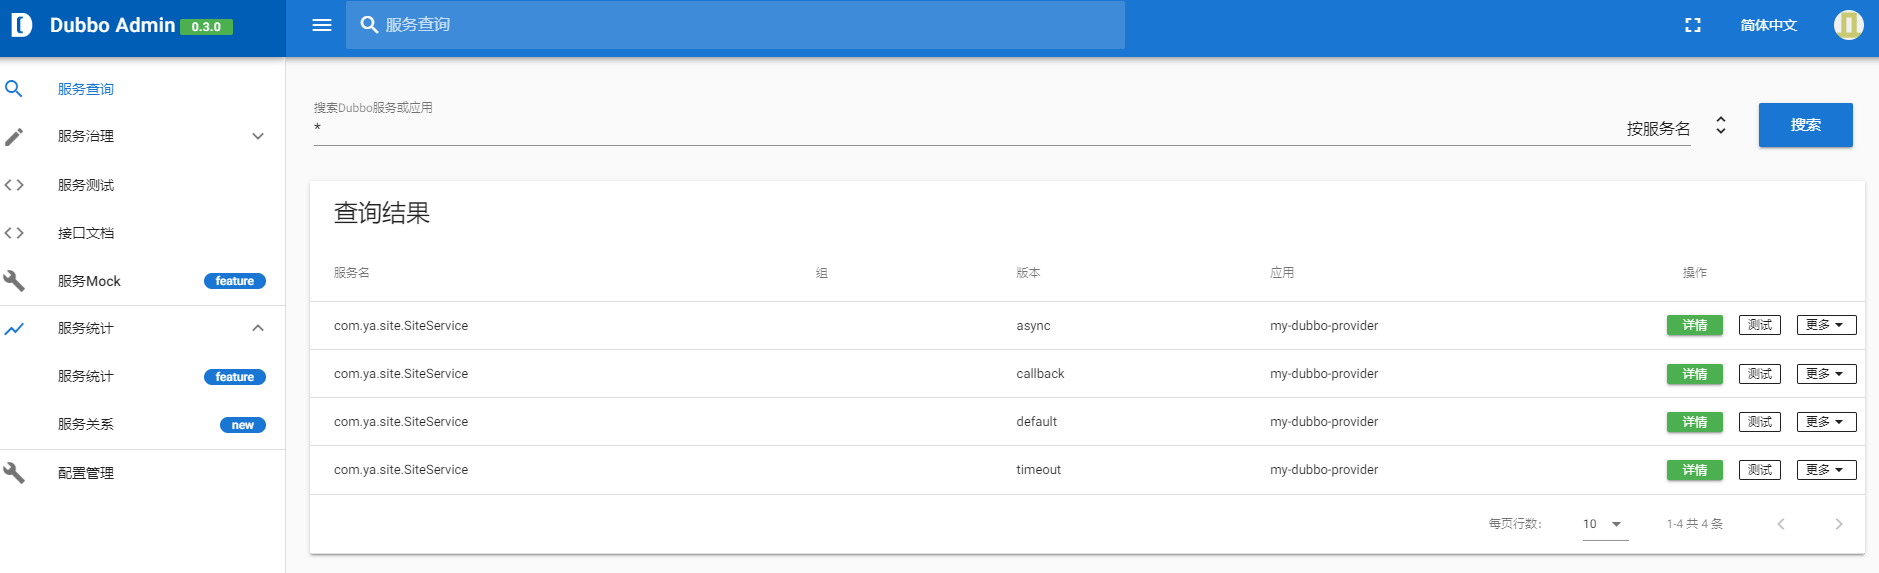 Dubbo Admin 0.3.0
服务查询
简体中文
服务查询
服务治理
服务测试
接口文档
服务Mock feature
服务统计
服务统计 feature
服务关系 new
配置管理
搜索Dubbo服务或应用
* 按服务名 搜索
查询结果
服务名 组 版本 应用 操作
com.ya.site.SiteService async my-dubbo-provider 详情 测试 更多
com.ya.site.SiteService callback my-dubbo-provider 详情 测试 更多
com.ya.site.SiteService default my-dubbo-provider 详情 测试 更多
com.ya.site.SiteService timeout my-dubbo-provider 详情 测试 更多
每页行数: 10 1-4 共 4 条